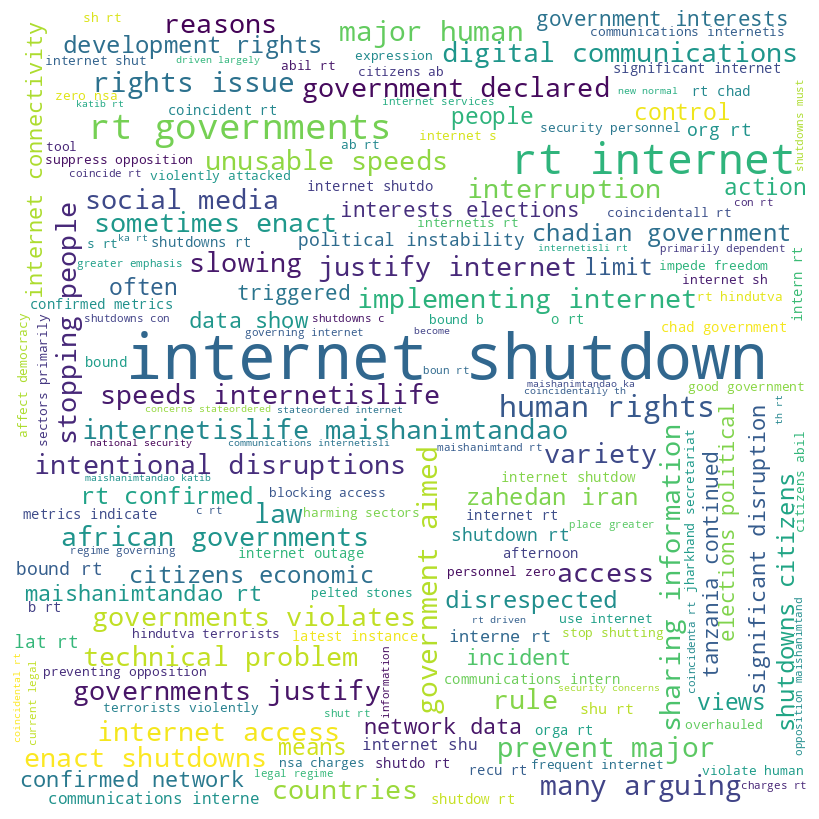 sh rt
reasons
major human
government interests
communications internetis
development rights
driven largely
expression
digital communications
internet shut
abil rt
citizens ab
significant internet
rights issue
government declared
zero nsa
katib rt
internet services
new normal
rt chad
coincident rt
people
control
internet connectivity
rt governments
org rt
security personnel
shutdowns must
tool
ab rt
internet s
suppress opposition
unusable speeds
rt internet
coincide rt
violently attacked
internet shutdo
interruption
action
social media
interests elections
coincidentall rt
con rt
sometimes enact
internetis rt
stopping people
s rt
ka rt
shutdowns rt
political instability
chadian government
internetisli rt
primarily dependent
greater emphasis
slowing
justify internet
limit
impede freedom
internet sh
intern rt
often
triggered
implementing internet
rt hindutva
confirmed metrics
data show
shutdowns con
shutdowns c
bound b
o rt
chad government
governing internet
become
affect democracy
sectors primarily
internet shutdown
bound
boun rt
maishanimtandao ka
coincidentally th
good government
speeds internetislife
human rights
concerns stateordered
stateordered internet
th rt
internetislife maishanimtandao
national security
communications internetisli
maishanimtand rt
variety
intentional disruptions
maishanimtandao katib
internet shutdow
rt confirmed
blocking access
zahedan iran
metrics indicate
c rt
harming sectors
law
internet rt
place greater
government aimed
sharing information
coincidenta rt
jharkhand secretariat
tanzania continued
elections political
significant disruption
shutdowns citizens
citizens abil
african governments
shutdown rt
regime governing
internet outage
afternoon
bound rt
citizens economic
personnel zero
access
maishanimtandao rt
disrespected
b rt
governments violates
rt driven
use internet
hindutva terrorists
latest instance
interne rt
stop shutting
lat rt
technical problem
incident
preventing opposition
communications intern
coincidental rt
current legal
governments justify
information
security concerns
views
opposition maishanimtand
terrorists violently
shut rt
rule
shu rt
internet access
network data
overhauled
enact shutdowns
means
internet shu
orga rt
prevent major
nsa charges
shutdo rt
recu rt
frequent internet
violate human
confirmed network
legal regime
communications interne
countries
shutdow rt
many arguing
charges rt
pelted stones